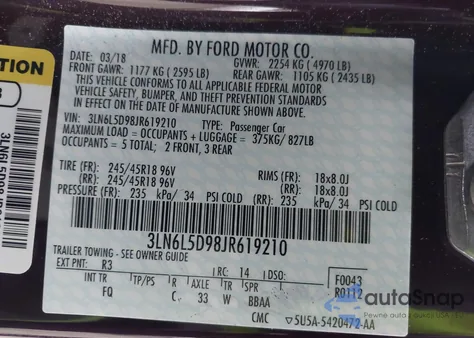 MFD. BY FORD MOTOR CO.
DATE: 03/18 GVWR: 2254 KG ( 4970 LB)
FRONT GAWR: 1177 KG ( 2595 LB) REAR GAWR: 1105 KG ( 2435 LB)
THIS VEHICLE CONFORMS TO ALL APPLICABLE FEDERAL MOTOR
VEHICLE SAFETY, BUMPER, AND THEFT PREVENTION STANDARDS
IN EFFECT ON THE DATE OF MANUFACTURE SHOWN ABOVE.
VIN: 3LN6L5D98JR619210 TYPE: Passenger Car
MAXIMUM LOAD = OCCUPANTS + LUGGAGE = 375KG/ 827LB
OCCUPANTS = 5 TOTAL; 2 FRONT, 3 REAR
TIRE (FR): 245/45R18 96V RIMS (FR): 18x8.0J
(RR): 245/45R18 96V (RR): 18x8.0J
PRESSURE (FR): 235 kPa/ 34 PSI COLD (RR): 235 kPa/ 34 PSI COLD
3LN6L5D98JR619210
TRAILER TOWING - SEE OWNER GUIDE
EXT PNT: R3 RC: 14 F0043
R0112
INT TR TP/PS R AXLE TR SPR
FQ C 33 W BBAA
CMC 5U5A-5420472-AA
autoSnap